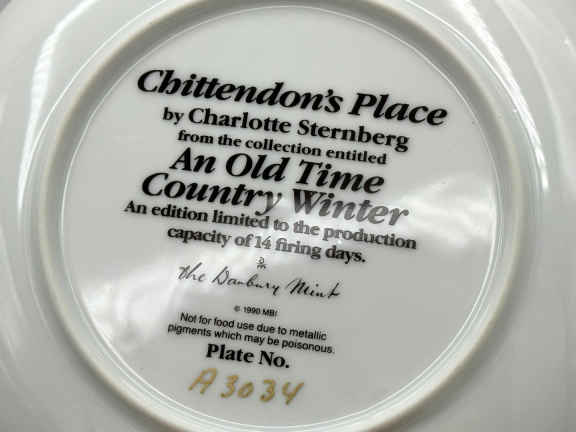 Chittendon's Place
by Charlotte Sternberg
from the collection entitled
An Old Time
Country Winter
An edition limited to the production
capacity of 14 firing days.
DM
the Danbury Mint
© 1990 MBI
Not for food use due to metallic
pigments which may be poisonous.
Plate No.
A3034